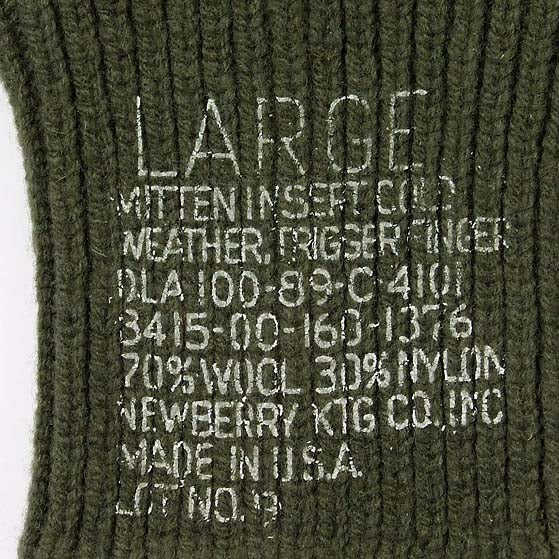 LARGE
MITTEN INSERT COLD
WEATHER, TRIGGER FINGER
DLA 100-89-C-4101
8415-00-160-1376
70% WOOL 30% NYLON
NEWBERRY KTG CO., INC
MADE IN U.S.A.
LOT NO.